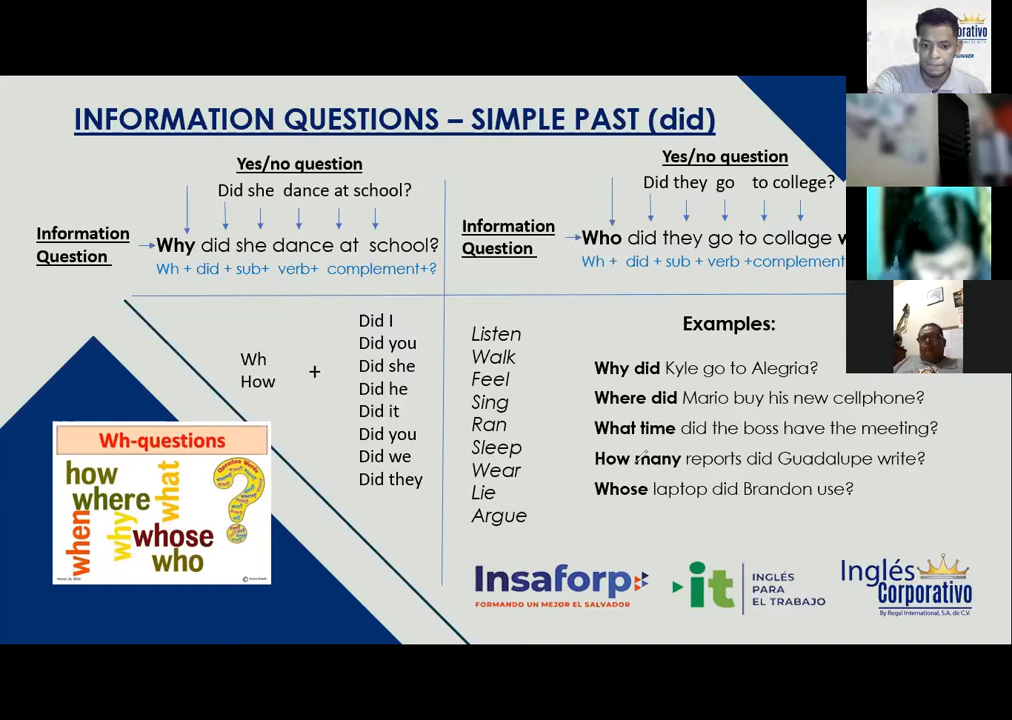 INFORMATION QUESTIONS – SIMPLE PAST (did)
Yes/no question
Did she dance at school?
Information
Question
Why did she dance at school?
Wh + did + sub+ verb+ complement+?
Yes/no question
Did they go to college?
Information
Question
Who did they go to collage w
Wh + did + sub + verb +complement
Wh
How
+
Did I
Did you
Did she
Did he
Did it
Did you
Did we
Did they
Listen
Walk
Feel
Sing
Ran
Sleep
Wear
Lie
Argue
Examples:
Why did Kyle go to Alegria?
Where did Mario buy his new cellphone?
What time did the boss have the meeting?
How many reports did Guadalupe write?
Whose laptop did Brandon use?
Wh-questions
how
where
what
when
why
whose
who
Insaforp
FORMANDO UN MEJOR EL SALVADOR
it
INGLÉS
PARA
EL TRABAJO
Inglés
Corporativo
By Regal International, S.A. de C.V.
orativo